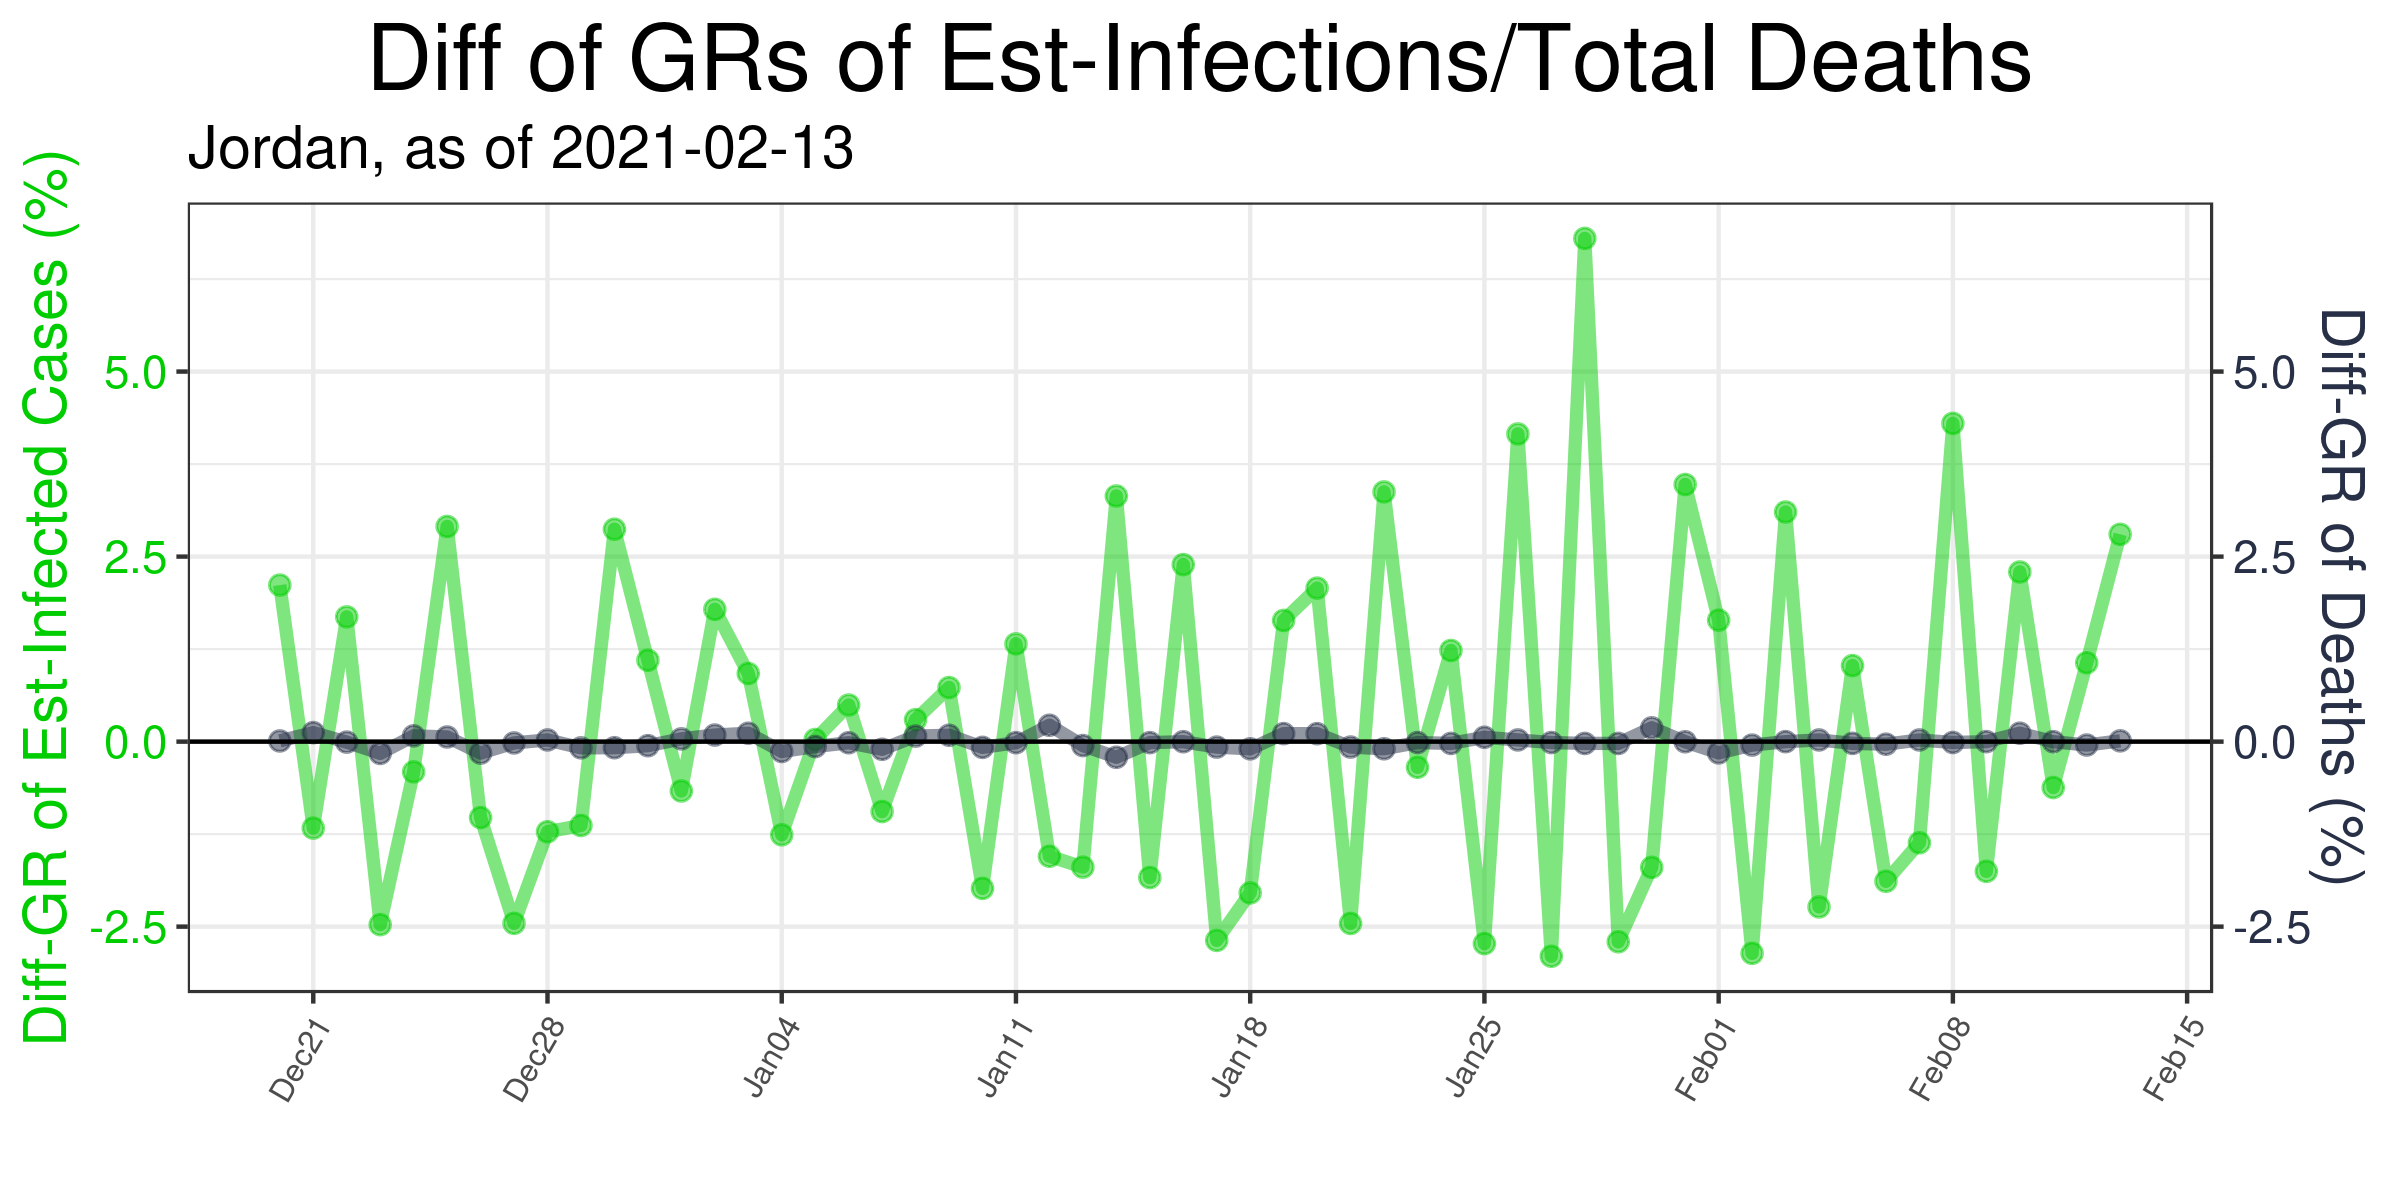 Diff of GRs of Est-Infections/Total Deaths
Jordan, as of 2021-02-13
Diff-GR of Est-Infected Cases (%)
5.0
2.5
0.0
-2.5
5.0
2.5
0.0
-2.5
Diff-GR of Deaths (%)
Dec21
Dec28
Jan04
Jan11
Jan18
Jan25
Feb01
Feb08
Feb15